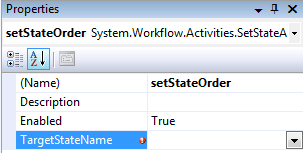 Properties
setStateOrder System.Workflow.Activities.SetStateA
A Z
(Name) setStateOrder
Description
Enabled True
TargetStateName